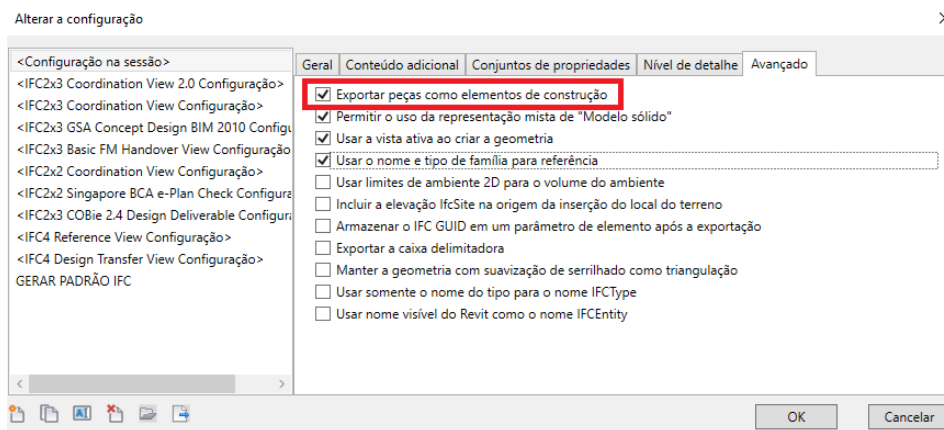 Alterar a configuração
<Configuração na sessão>
<IFC2x3 Coordination View 2.0 Configuração>
<IFC2x3 Coordination View Configuração>
<IFC2x3 GSA Concept Design BIM 2010 Configu
<IFC2x3 Basic FM Handover View Configuração
<IFC2x2 Coordination View Configuração>
<IFC2x2 Singapore BCA e-Plan Check Configura
<IFC2x3 COBie 2.4 Design Deliverable Configura
<IFC4 Reference View Configuração>
<IFC4 Design Transfer View Configuração>
GERAR PADRÃO IFC
Geral Conteúdo adicional Conjuntos de propriedades Nível de detalhe Avançado
Exportar peças como elementos de construção
Permitir o uso da representação mista de "Modelo sólido"
Usar a vista ativa ao criar a geometria
Usar o nome e tipo de família para referência
Usar limites de ambiente 2D para o volume do ambiente
Incluir a elevação IfcSite na origem da inserção do local do terreno
Armazenar o IFC GUID em um parâmetro de elemento após a exportação
Exportar a caixa delimitadora
Manter a geometria com suavização de serrilhado como triangulação
Usar somente o nome do tipo para o nome IFCType
Usar nome visível do Revit como o nome IFCEntity
OK Cancelar